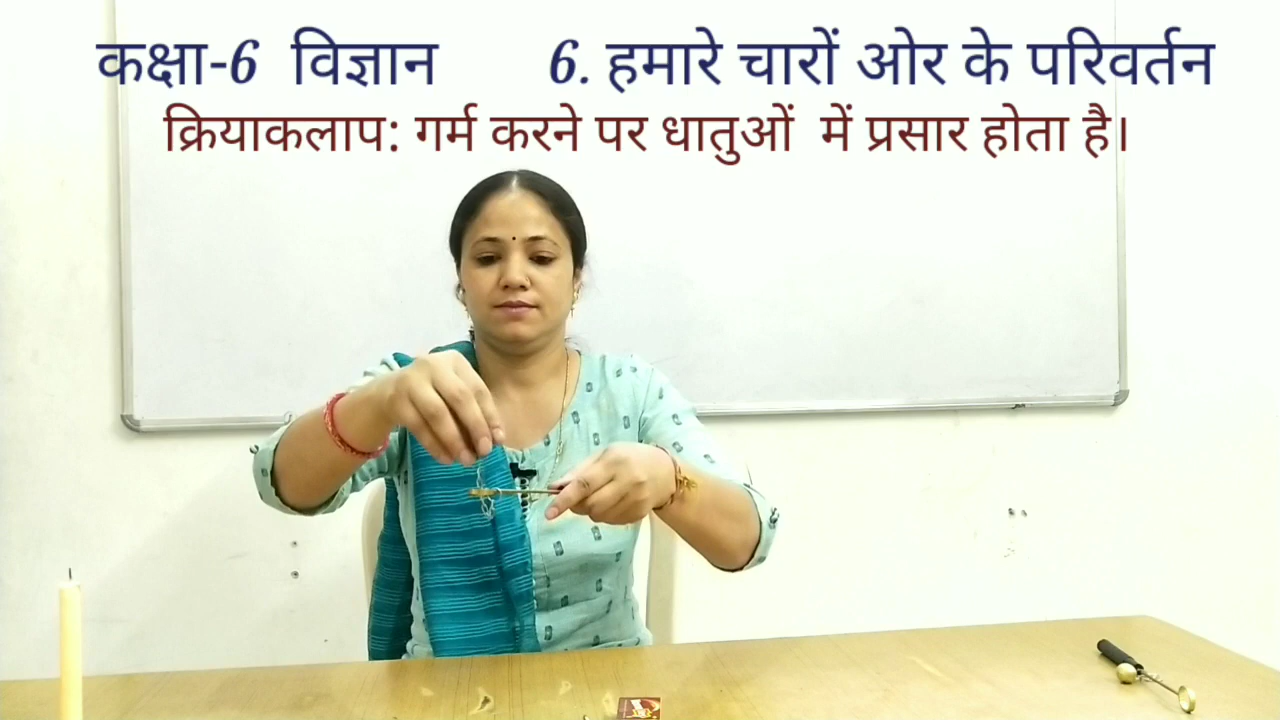 कक्षा-6 विज्ञान 6. हमारे चारों ओर के परिवर्तन
क्रियाकलाप: गर्म करने पर धातुओं में प्रसार होता है।